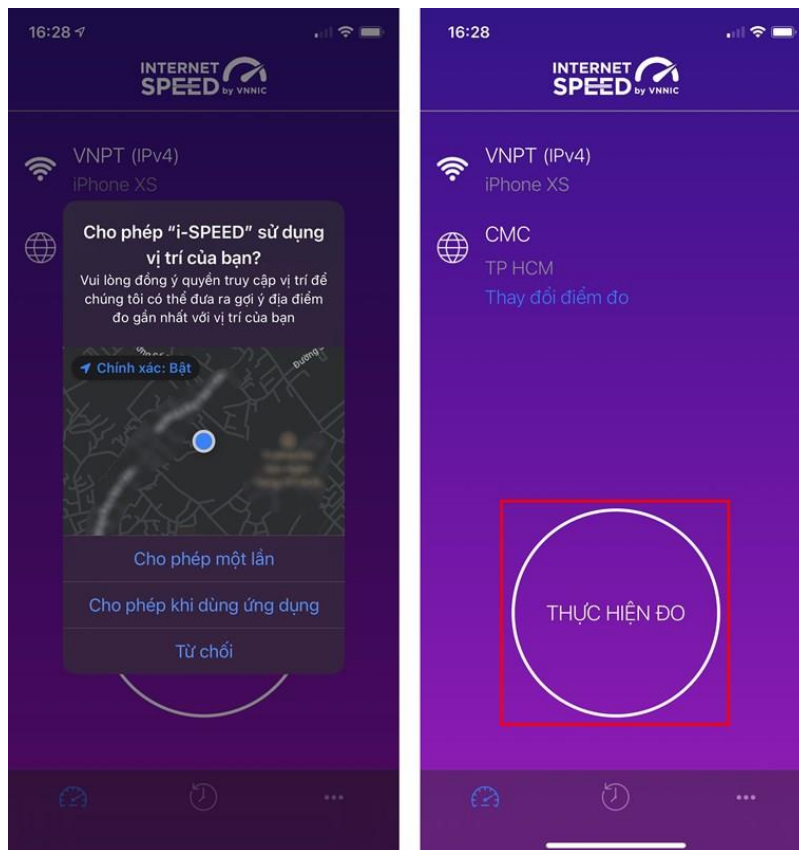 16:28
INTERNET
SPEED by VNNIC
VNPT (IPv4)
iPhone XS
Cho phép “i-SPEED” sử dụng
vị trí của bạn?
Vui lòng đồng ý quyền truy cập vị trí để
chúng tôi có thể đưa ra gợi ý địa điểm
đo gần nhất với vị trí của bạn
Chính xác: Bật
Đường
Cho phép một lần
Cho phép khi dùng ứng dụng
Từ chối
16:28
INTERNET
SPEED by VNNIC
VNPT (IPv4)
iPhone XS
CMC
TP HCM
Thay đổi điểm đo
THỰC HIỆN ĐO